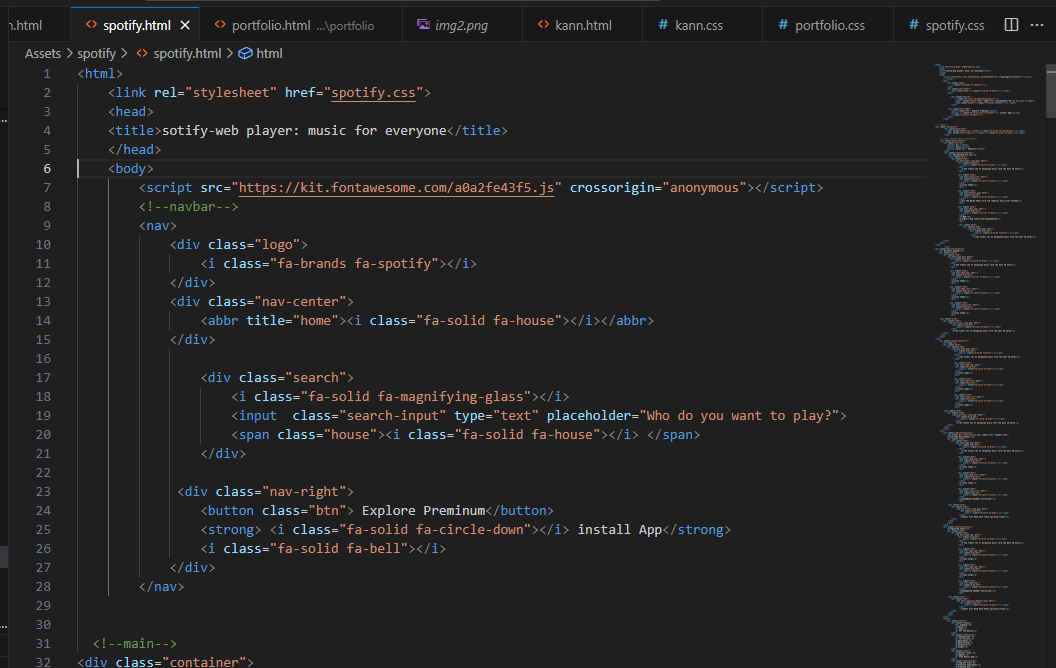 n.html spotify.html portfolio.html ...\portfolio img2.png kann.html # kann.css # portfolio.css # spotify.css ...
Assets > spotify > spotify.html > html
1 <html>
2 <link rel="stylesheet" href="spotify.css">
3 <head>
4 <title>sotify-web player: music for everyone</title>
5 </head>
6 <body>
7 <script src="https://kit.fontawesome.com/a0a2fe43f5.js" crossorigin="anonymous"></script>
8 <!--navbar-->
9 <nav>
10 <div class="logo">
11 <i class="fa-brands fa-spotify"></i>
12 </div>
13 <div class="nav-center">
14 <abbr title="home"><i class="fa-solid fa-house"></i></abbr>
15 </div>
16
17 <div class="search">
18 <i class="fa-solid fa-magnifying-glass"></i>
19 <input  class="search-input" type="text" placeholder="Who do you want to play?">
20 <span class="house"><i class="fa-solid fa-house"></i> </span>
21 </div>
22
23 <div class="nav-right">
24 <button class="btn"> Explore Preminum</button>
25 <strong> <i class="fa-solid fa-circle-down"></i> install App</strong>
26 <i class="fa-solid fa-bell"></i>
27 </div>
28 </nav>
29
30
31 <!--main-->
32 <div class="container">